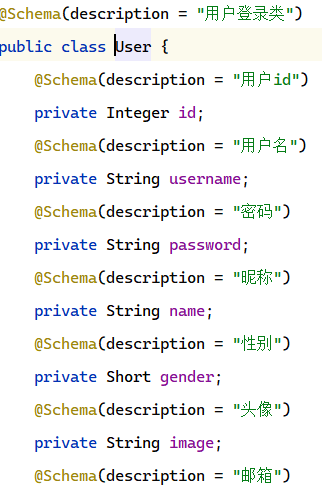 @Schema(description = "用户登录类")
public class User {
@Schema(description = "用户id")
private Integer id;
@Schema(description = "用户名")
private String username;
@Schema(description = "密码")
private String password;
@Schema(description = "昵称")
private String name;
@Schema(description = "性别")
private Short gender;
@Schema(description = "头像")
private String image;
@Schema(description = "邮箱")